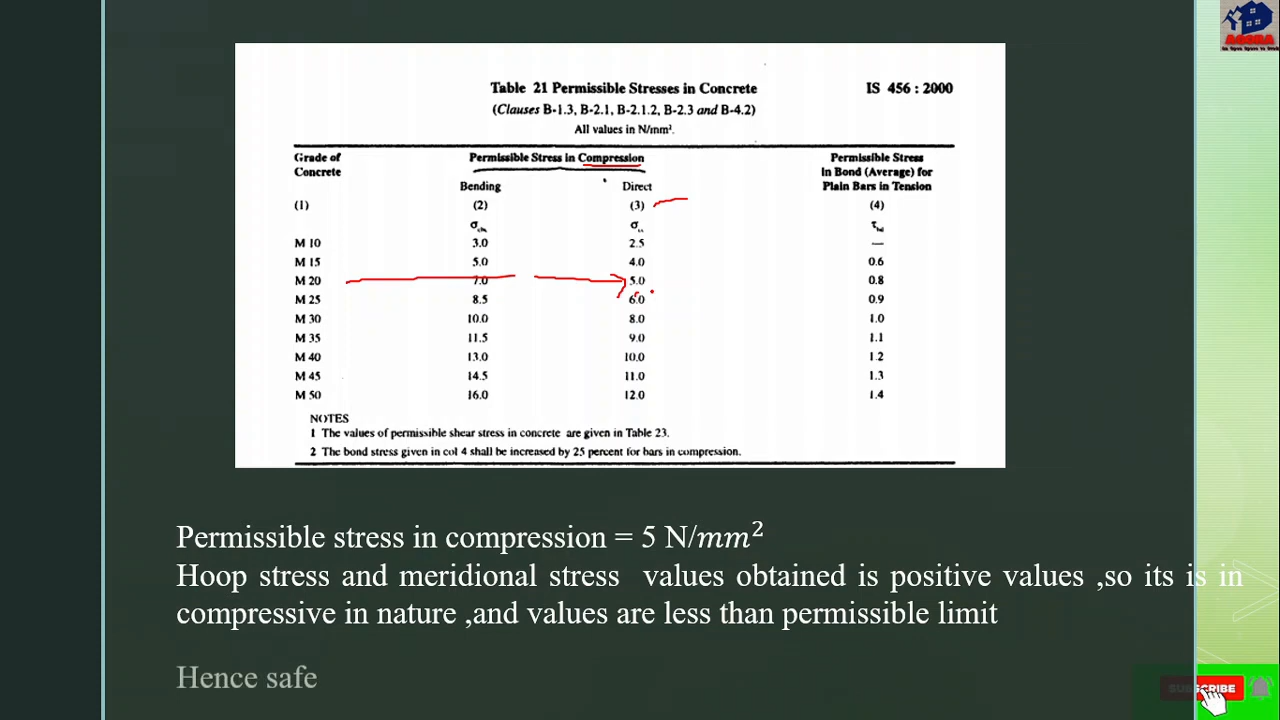 AGSRA
Table 21 Permissible Stresses in Concrete IS 456 : 2000
(Clauses B-1.3, B-2.1, B-2.1.2, B-2.3 and B-4.2)
All values in N/mm².
Grade of Concrete Permissible Stress in Compression Permissible Stress in Bond (Average) for Plain Bars in Tension
Bending Direct
(1) (2) (3) (4)
M 10 3.0 2.5 —
M 15 5.0 4.0 0.6
M 20 7.0 5.0 0.8
M 25 8.5 6.0 0.9
M 30 10.0 8.0 1.0
M 35 11.5 9.0 1.1
M 40 13.0 10.0 1.2
M 45 14.5 11.0 1.3
M 50 16.0 12.0 1.4
NOTES
1 The values of permissible shear stress in concrete are given in Table 23.
2 The bond stress given in col 4 shall be increased by 25 percent for bars in compression.
Permissible stress in compression = 5 N/mm²
Hoop stress and meridional stress values obtained is positive values ,so its is in
compressive in nature ,and values are less than permissible limit
Hence safe
SUBSCRIBE